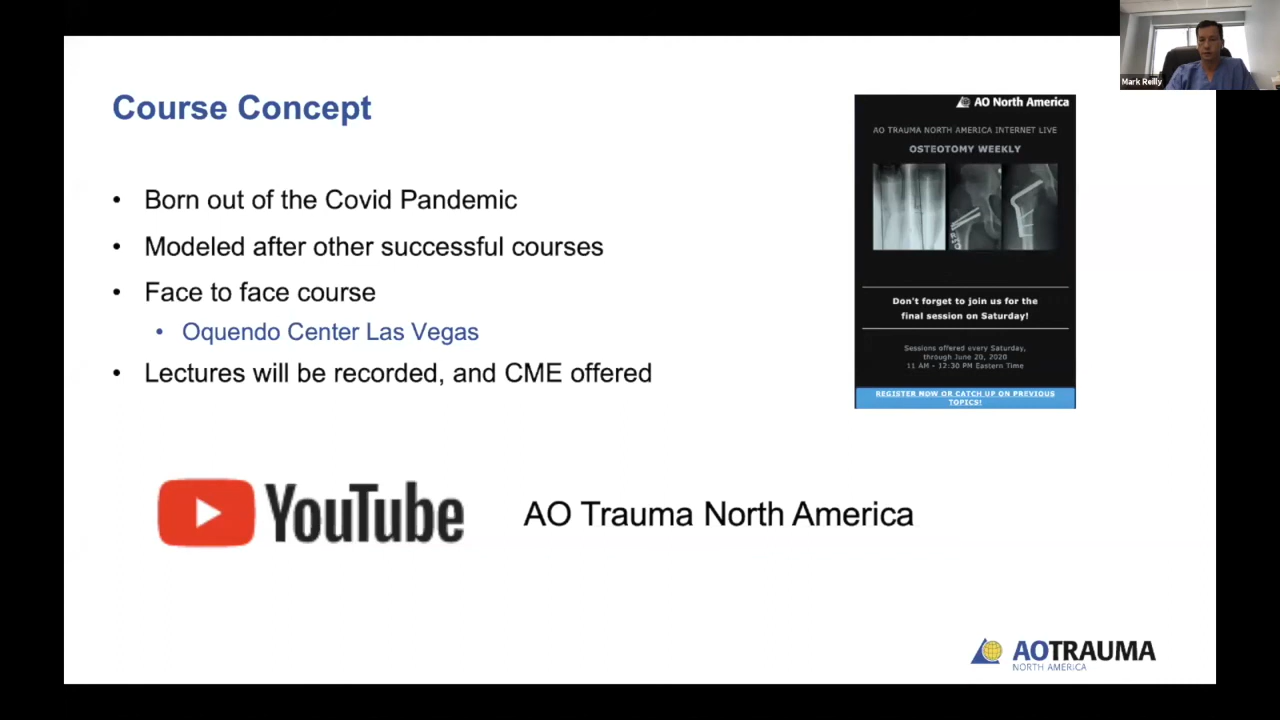 Mark Reilly
Course Concept
• Born out of the Covid Pandemic
• Modeled after other successful courses
• Face to face course
• Oquendo Center Las Vegas
• Lectures will be recorded, and CME offered
AO North America
AO TRAUMA NORTH AMERICA INTERNET LIVE
OSTEOTOMY WEEKLY
Don't forget to join us for the
final session on Saturday!
Sessions offered every Saturday,
through June 20, 2020
11 AM - 12:30 PM Eastern Time
REGISTER NOW OR CATCH UP ON PREVIOUS
TOPICS!
YouTube
AO Trauma North America
AOTRAUMA
NORTH AMERICA